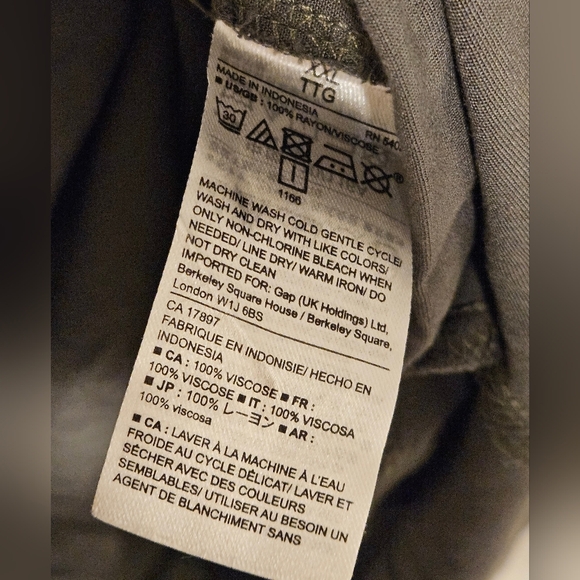 XXL
TTG
MADE IN INDONESIA RN 540
■ US/GB : 100% RAYON/VISCOSE
30
®
1166
MACHINE WASH COLD GENTLE CYCLE/
WASH AND DRY WITH LIKE COLORS/
ONLY NON-CHLORINE BLEACH WHEN
NEEDED/ LINE DRY/ WARM IRON/ DO
NOT DRY CLEAN
IMPORTED FOR: Gap (UK Holdings) Ltd,
Berkeley Square House / Berkeley Square,
London W1J 6BS
CA 17897
FABRIQUE EN INDONISIE/ HECHO EN
INDONESIA
■ CA : 100% VISCOSE ■ FR :
100% VISCOSE ■ IT : 100% VISCOSA
■ JP : 100% レーヨン ■ AR :
100% viscosa
■ CA : LAVER À LA MACHINE À L'EAU
FROIDE AU CYCLE DÉLICAT/ LAVER ET
SÉCHER AVEC DES COULEURS
SEMBLABLES/ UTILISER AU BESOIN UN
AGENT DE BLANCHIMENT SANS